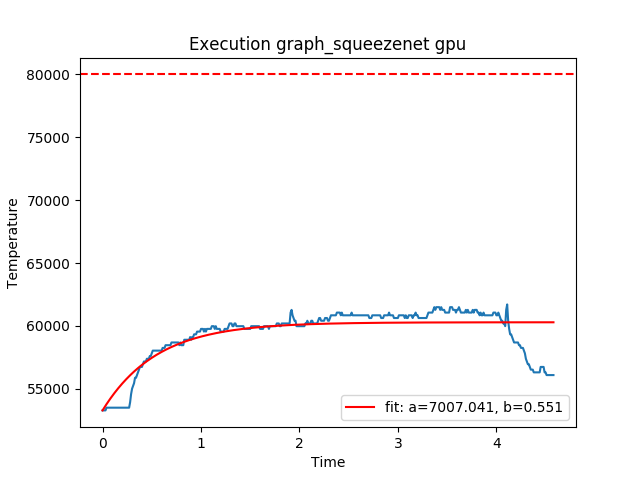 Execution graph_squeezenet gpu
80000
75000
70000
65000
60000
55000
Temperature
fit: a=7007.041, b=0.551
0 1 2 3 4
Time